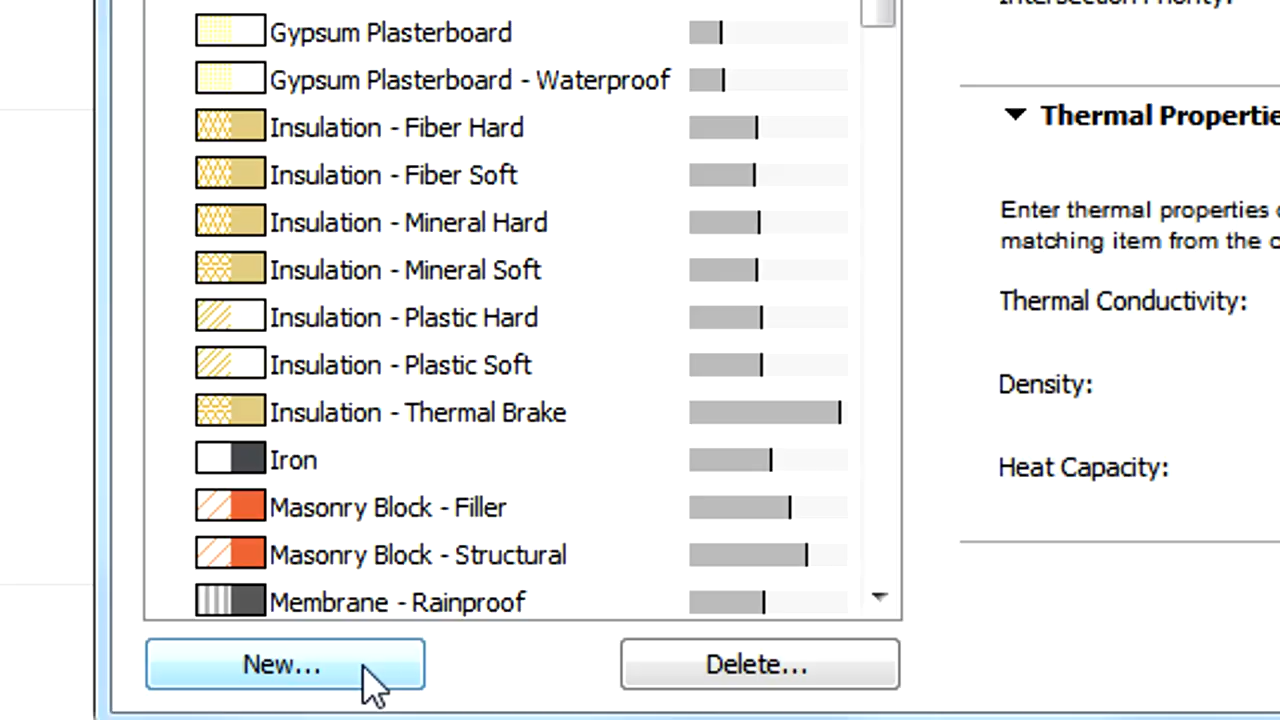 Gypsum Plasterboard
Gypsum Plasterboard - Waterproof
Insulation - Fiber Hard
Insulation - Fiber Soft
Insulation - Mineral Hard
Insulation - Mineral Soft
Insulation - Plastic Hard
Insulation - Plastic Soft
Insulation - Thermal Brake
Iron
Masonry Block - Filler
Masonry Block - Structural
Membrane - Rainproof
New...
Delete...
Intersection Priority:
Thermal Propertie
Enter thermal properties
matching item from the
Thermal Conductivity:
Density:
Heat Capacity: